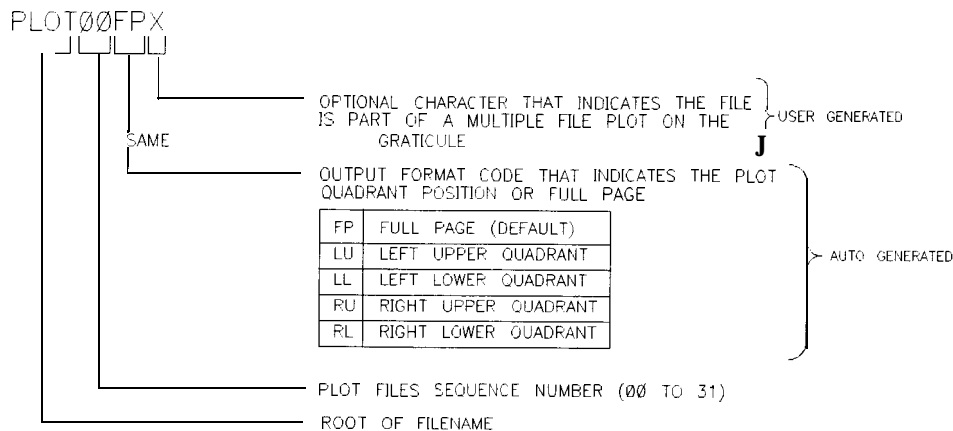 PLOTØØFPX
OPTIONAL CHARACTER THAT INDICATES THE FILE
IS PART OF A MULTIPLE FILE PLOT ON THE
GRATICULE
USER GENERATED
J
SAME
OUTPUT FORMAT CODE THAT INDICATES THE PLOT
QUADRANT POSITION OR FULL PAGE
FP FULL PAGE (DEFAULT)
LU LEFT UPPER QUADRANT
LL LEFT LOWER QUADRANT
RU RIGHT UPPER QUADRANT
RL RIGHT LOWER QUADRANT
AUTO GENERATED
PLOT FILES SEQUENCE NUMBER (ØØ TO 31)
ROOT OF FILENAME